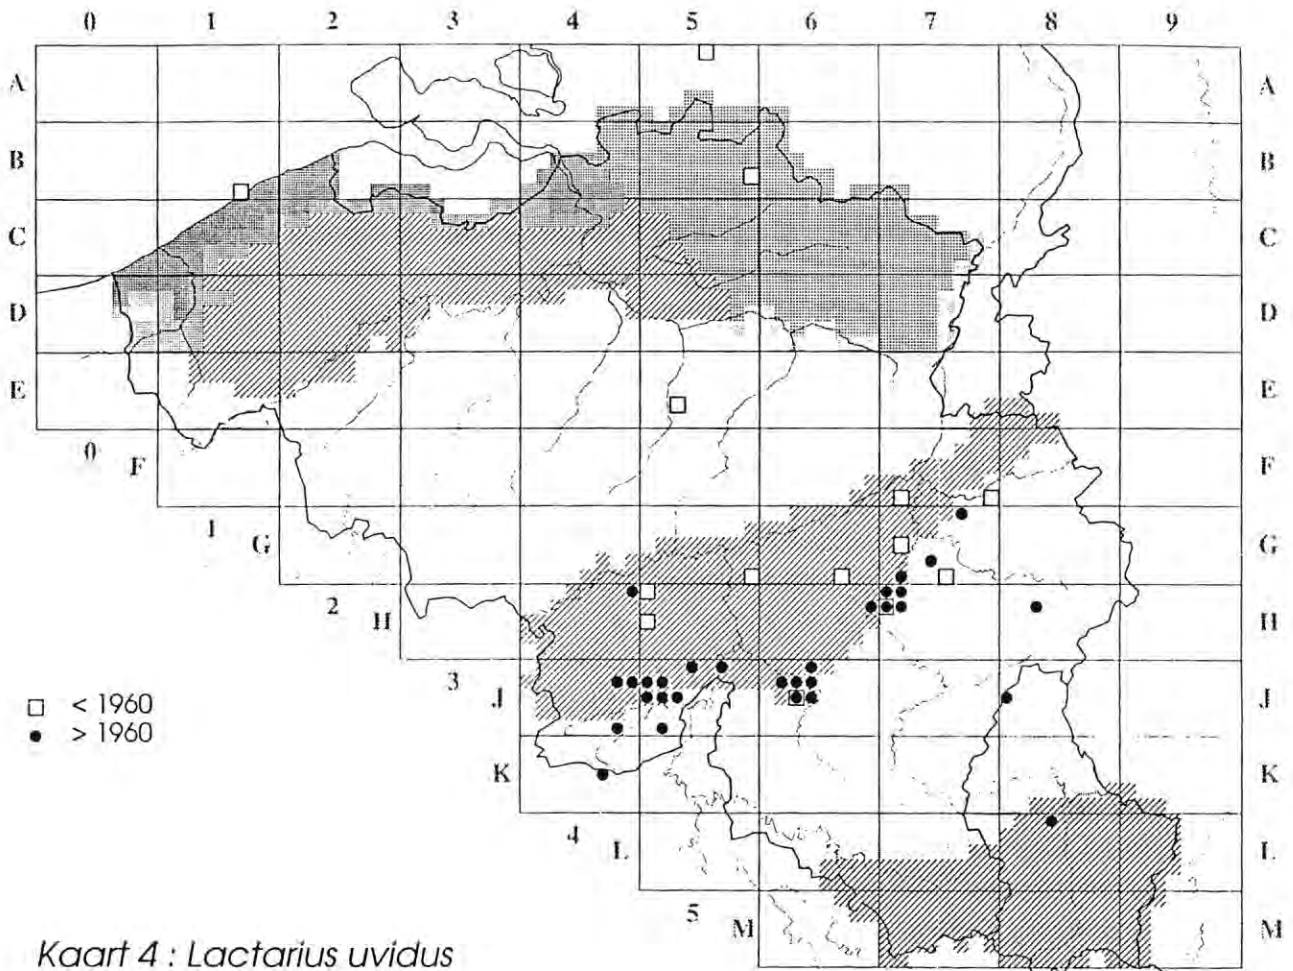 0 1 2 3 4 5 6 7 8 9
A A
B B
C C
D D
E E
0 F F
1 G G
2 H H
3 J J
□ < 1960
● > 1960
K K
4 L L
5 M M
Kaart 4 : Lactarius uvidus